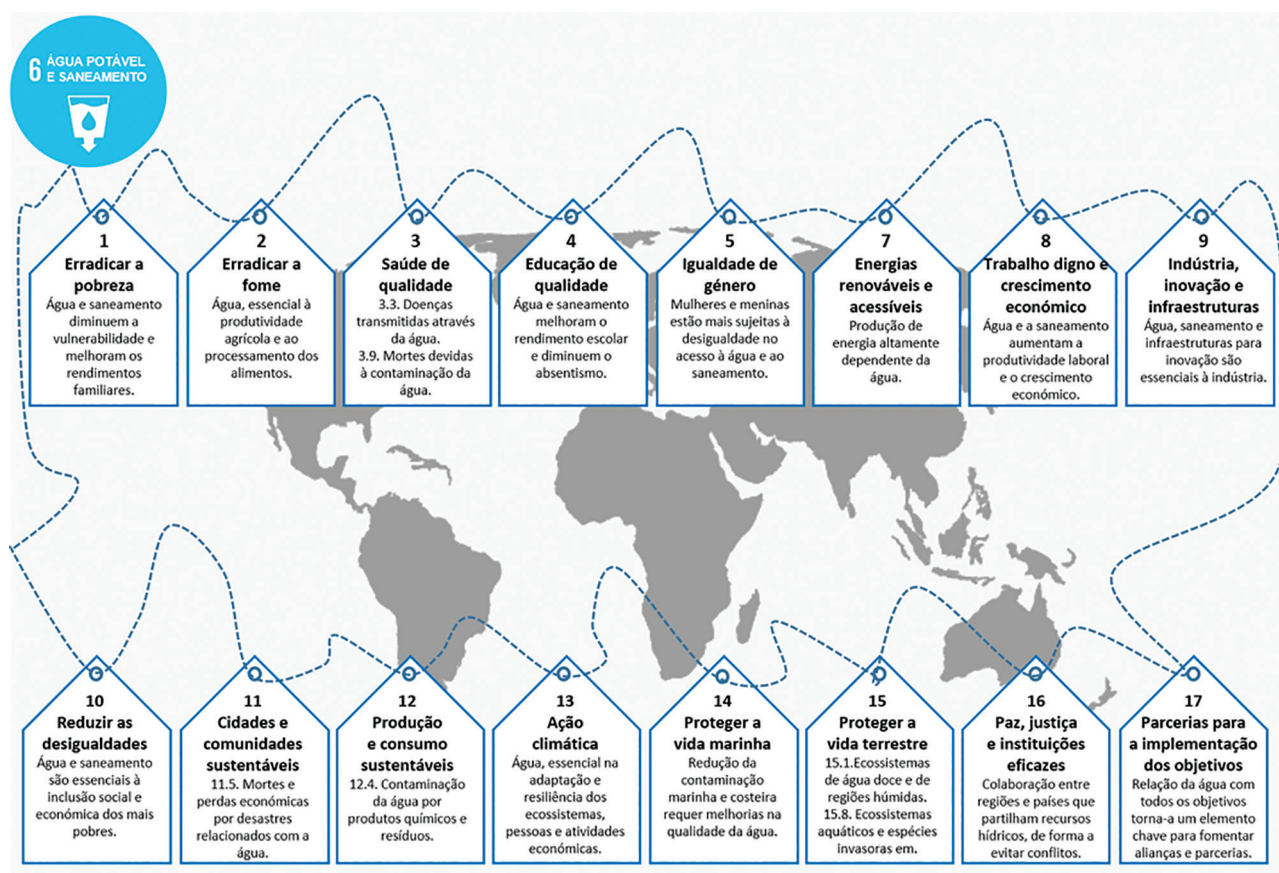 6 ÁGUA POTÁVEL
E SANEAMENTO
1
Erradicar a
pobreza
Água e saneamento
diminuem a
vulnerabilidade e
melhoram os
rendimentos
familiares.
2
Erradicar a
fome
Água, essencial à
produtividade
agrícola e ao
processamento dos
alimentos.
3
Saúde de
qualidade
3.3. Doenças
transmitidas através
da água.
3.9. Mortes devidas
à contaminação da
água.
4
Educação de
qualidade
Água e saneamento
melhoram o
rendimento escolar
e diminuem o
absentismo.
5
Igualdade de
género
Mulheres e meninas
estão mais sujeitas à
desigualdade no
acesso à água e ao
saneamento.
7
Energias
renováveis e
acessíveis
Produção de
energia altamente
dependente da
água.
8
Trabalho digno e
crescimento
económico
Água e a saneamento
aumentam a
produtividade laboral
e o crescimento
económico.
9
Indústria,
inovação e
infraestruturas
Água, saneamento e
infraestruturas para
inovação são
essenciais à indústria.
10
Reduzir as
desigualdades
Água e saneamento
são essenciais à
inclusão social e
económica dos mais
pobres.
11
Cidades e
comunidades
sustentáveis
11.5. Mortes e
perdas económicas
por desastres
relacionados com a
água.
12
Produção
e consumo
sustentáveis
12.4. Contaminação
da água por
produtos químicos e
resíduos.
13
Ação
climática
Água, essencial na
adaptação e
resiliência dos
ecossistemas,
pessoas e atividades
económicas.
14
Proteger a
vida marinha
Redução da
contaminação
marinha e costeira
requer melhorias na
qualidade da água.
15
Proteger a
vida terrestre
15.1.Ecossistemas
de água doce e de
regiões húmidas.
15.8. Ecossistemas
aquáticos e espécies
invasoras em.
16
Paz, justiça
e instituições
eficazes
Colaboração entre
regiões e países que
partilham recursos
hídricos, de forma a
evitar conflitos.
17
Parcerias para
a implementação
dos objetivos
Relação da água com
todos os objetivos
torna-a um elemento
chave para fomentar
alianças e parcerias.